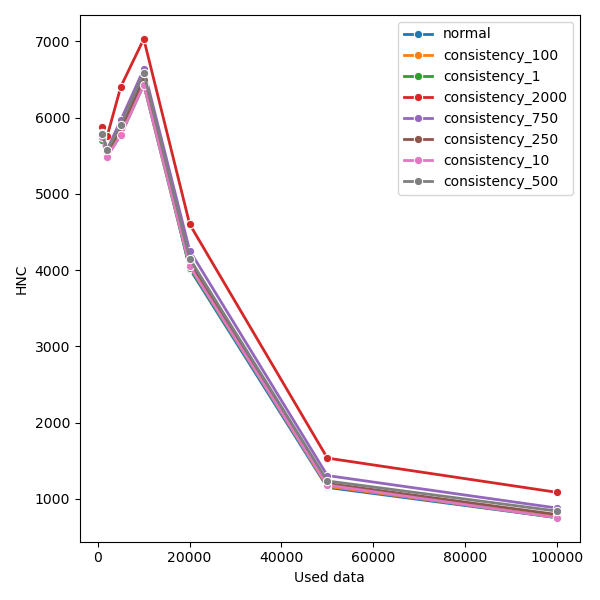 7000
6000
5000
4000
3000
2000
1000
HNC
normal
consistency_100
consistency_1
consistency_2000
consistency_750
consistency_250
consistency_10
consistency_500
0
20000
40000
60000
80000
100000
Used data